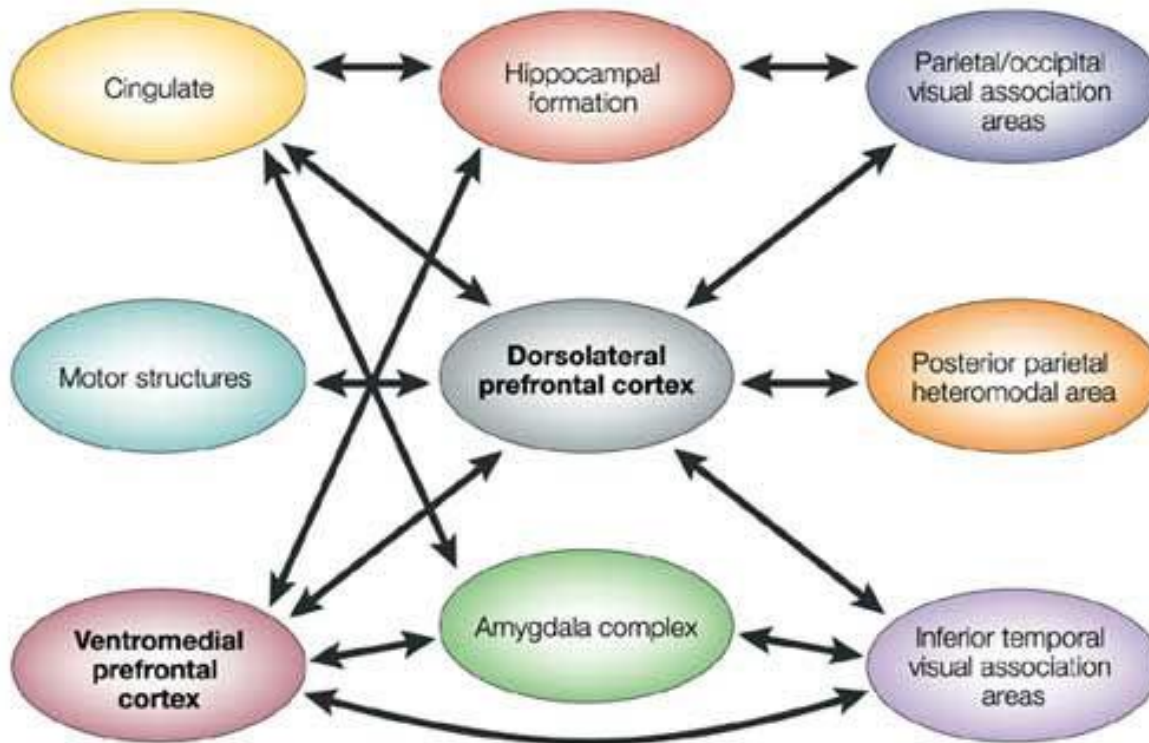 Cingulate
Hippocampal
formation
Parietal/occipital
visual association
areas
Motor structures
Dorsolateral
prefrontal cortex
Posterior parietal
heteromodal area
Ventromedial
prefrontal
cortex
Amygdala complex
Inferior temporal
visual association
areas